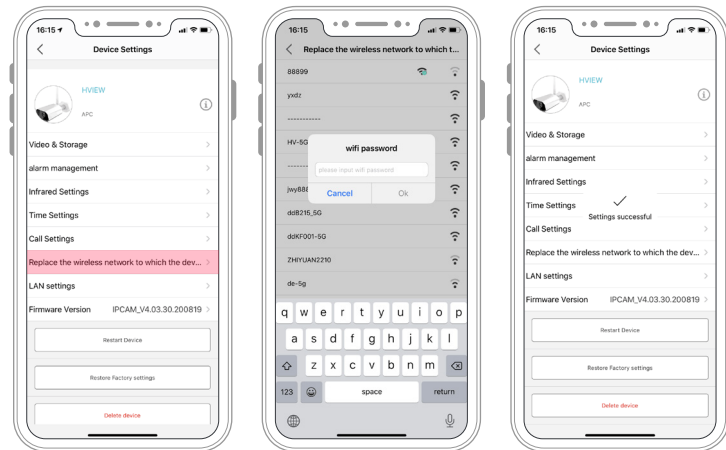 16:15
Device Settings
HVIEW
APC
Video & Storage
alarm management
Infrared Settings
Time Settings
Call Settings
Replace the wireless network to which the dev...
LAN settings
Firmware Version IPCAM_V4.03.30.200819
Restart Device
Restore Factory settings
Delete device
16:15
Replace the wireless network to which t...
88899
yxdz
-----------
HV-5G
wifi password
please input wifi password
Cancel Ok
jwy888
ddB215_5G
ddKF001-5G
ZHIYUAN2210
de-5g
q w e r t y u i o p
a s d f g h j k l
z x c v b n m
123 space return
16:15
Device Settings
HVIEW
APC
Video & Storage
alarm management
Infrared Settings
Time Settings
Settings successful
Call Settings
Replace the wireless network to which the dev...
LAN settings
Firmware Version IPCAM_V4.03.30.200819
Restart Device
Restore Factory settings
Delete device